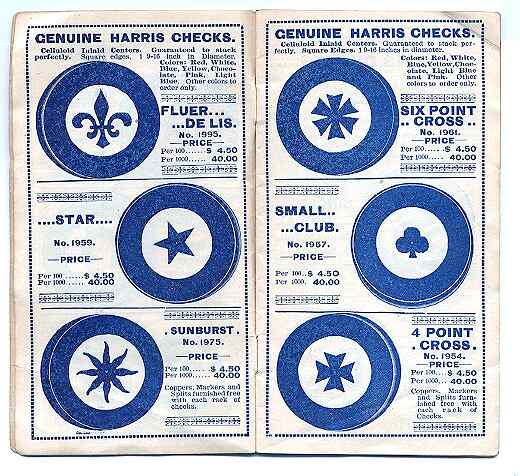 GENUINE HARRIS CHECKS.
Celluloid Inlaid Centers. Guaranteed to stack
perfectly. Square edges, 1 9-16 inch in Diameter.
Colors: Red, White,
Blue, Yellow, Choco-
late, Pink, Light
Blue. Other colors to
order only.
FLUER...
...DE LIS.
No. 1995.
—PRICE—
Per 100......$ 4.50
Per 1000...... 40.00
....STAR....
No. 1959.
—PRICE—
Per 100......$ 4.50
Per 1000...... 40.00
. SUNBURST .
No. 1975.
—PRICE—
Per 100......$ 4.50
Per 1000...... 40.00
Coppers, Markers and
Splits furnished free
with each rack of
Checks.
GENUINE HARRIS CHECKS.
Celluloid Inlaid Centers. Guaranteed to stack per-
fectly. Square Edges. 1 9-16 inches in diameter.
Colors: Red, White,
Blue, Yellow, Choc-
olate, Light Blue
and Pink. Other
colors to order only.
SIX POINT
.. CROSS ..
No. 1961.
—PRICE—
Per 100......$ 4.50
Per 1000..... 40.00
SMALL..
...CLUB.
No. 1957.
—PRICE—
Per 100...$ 4.50
Per 1000.. 40.00
4 POINT
. CROSS .
No. 1954.
—PRICE—
Per 100... $ 4.50
Per 1000... 40.00
Coppers, Markers
and Splits furn-
ished free with
each rack of
Checks.